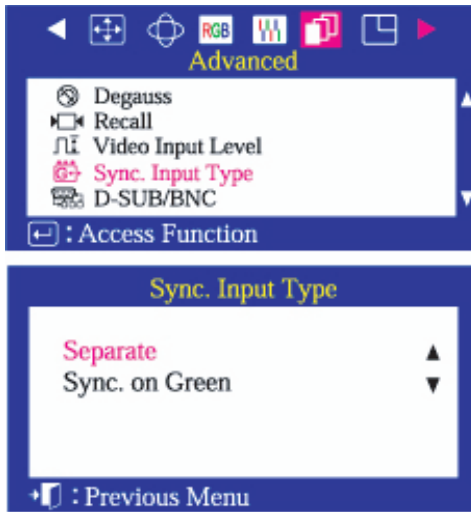 RGB
Advanced
Degauss
Recall
Video Input Level
Sync. Input Type
D-SUB/BNC
: Access Function
Sync. Input Type
Separate
Sync. on Green
: Previous Menu